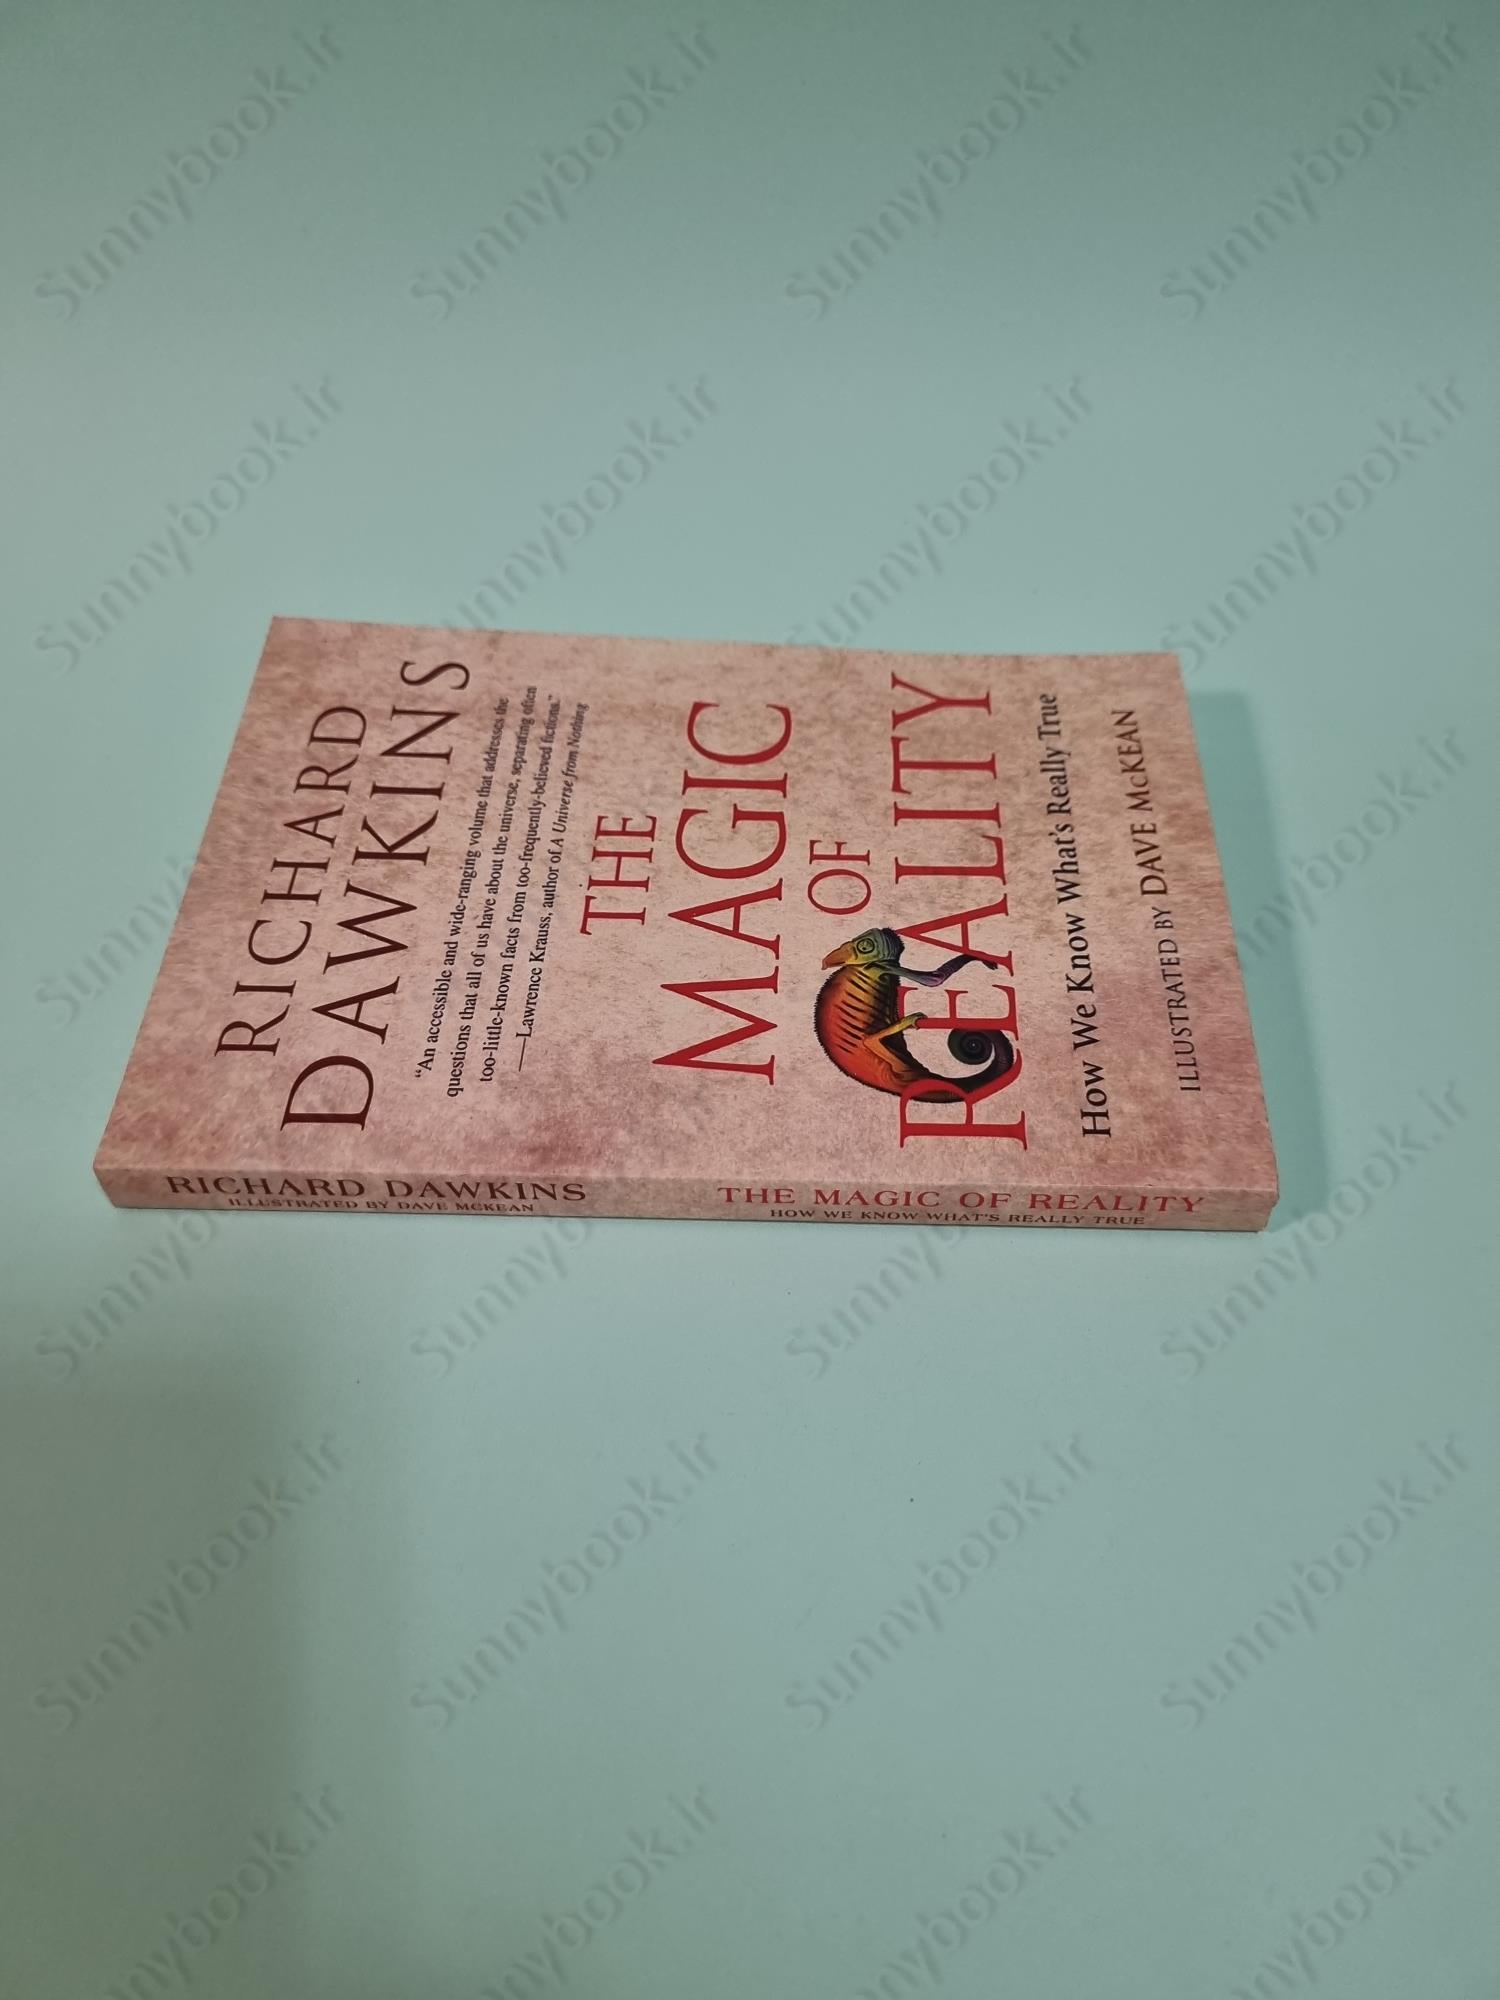 RICHARD
DAWKINS
“An accessible and wide-ranging volume that addresses the
questions that all of us have about the universe, separating often
too-little-known facts from too-frequently-believed fictions.”
—Lawrence Krauss, author of A Universe from Nothing
THE
MAGIC
OF
REALITY
How We Know What's Really True
ILLUSTRATED BY DAVE McKEAN
RICHARD DAWKINS
ILLUSTRATED BY DAVE MCKEAN
THE MAGIC OF REALITY
HOW WE KNOW WHAT'S REALLY TRUE
Sunnybook.ir